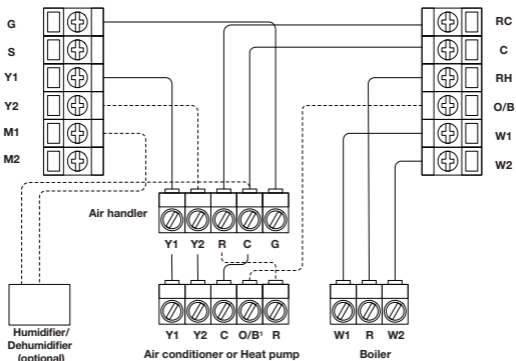 G
S
Y1
Y2
M1
M2
RC
C
RH
O/B
W1
W2
Air handler
Y1 Y2 R C G
Y1 Y2 C O/B¹ R
W1 R W2
Humidifier/
Dehumidifier
(optional)
Air conditioner or Heat pump
Boiler